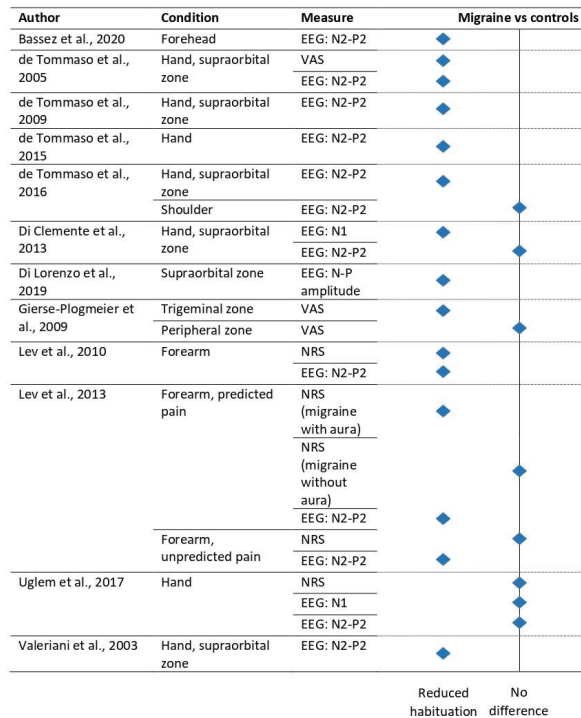 Author Condition Measure Migraine vs controls
Bassez et al., 2020 Forehead EEG: N2-P2
de Tommaso et al., Hand, supraorbital VAS
2005 zone EEG: N2-P2
de Tommaso et al., Hand, supraorbital EEG: N2-P2
2009 zone
de Tommaso et al., Hand EEG: N2-P2
2015
de Tommaso et al., Hand, supraorbital EEG: N2-P2
2016 zone
Shoulder EEG: N2-P2
Di Clemente et al., Hand, supraorbital EEG: N1
2013 zone EEG: N2-P2
Di Lorenzo et al., Supraorbital zone EEG: N-P
2019 amplitude
Gierse-Plogmeier et Trigeminal zone VAS
al., 2009 Peripheral zone VAS
Lev et al., 2010 Forearm NRS
EEG: N2-P2
Lev et al., 2013 Forearm, predicted NRS
pain (migraine
with aura)
NRS
(migraine
without
aura)
EEG: N2-P2
Forearm, NRS
unpredicted pain EEG: N2-P2
Uglem et al., 2017 Hand NRS
EEG: N1
EEG: N2-P2
Valeriani et al., 2003 Hand, supraorbital EEG: N2-P2
zone
Reduced No
habituation difference